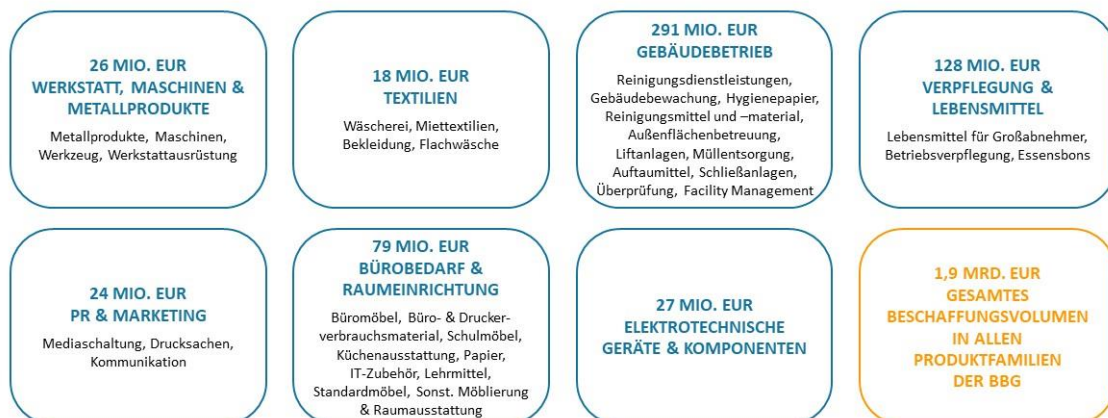 26 MIO. EUR
WERKSTATT, MASCHINEN &
METALLPRODUKTE
Metallprodukte, Maschinen,
Werkzeug, Werkstattausrüstung
18 MIO. EUR
TEXTILIEN
Wäscherei, Miettextilien,
Bekleidung, Flachwäsche
291 MIO. EUR
GEBÄUDEBETRIEB
Reinigungsdienstleistungen,
Gebäudebewachung, Hygienepapier,
Reinigungsmittel und –material,
Außenflächenbetreuung,
Liftanlagen, Müllentsorgung,
Auftaumittel, Schließanlagen,
Überprüfung, Facility Management
128 MIO. EUR
VERPFLEGUNG &
LEBENSMITTEL
Lebensmittel für Großabnehmer,
Betriebsverpflegung, Essensbons
24 MIO. EUR
PR & MARKETING
Mediaschaltung, Drucksachen,
Kommunikation
79 MIO. EUR
BÜROBEDARF &
RAUMEINRICHTUNG
Büromöbel, Büro- & Drucker-
verbrauchsmaterial, Schulmöbel,
Küchenausstattung, Papier,
IT-Zubehör, Lehrmittel,
Standardmöbel, Sonst. Möblierung
& Raumausstattung
27 MIO. EUR
ELEKTROTECHNISCHE
GERÄTE & KOMPONENTEN
1,9 MRD. EUR
GESAMTES
BESCHAFFUNGSVOLUMEN
IN ALLEN
PRODUKTFAMILIEN
DER BBG